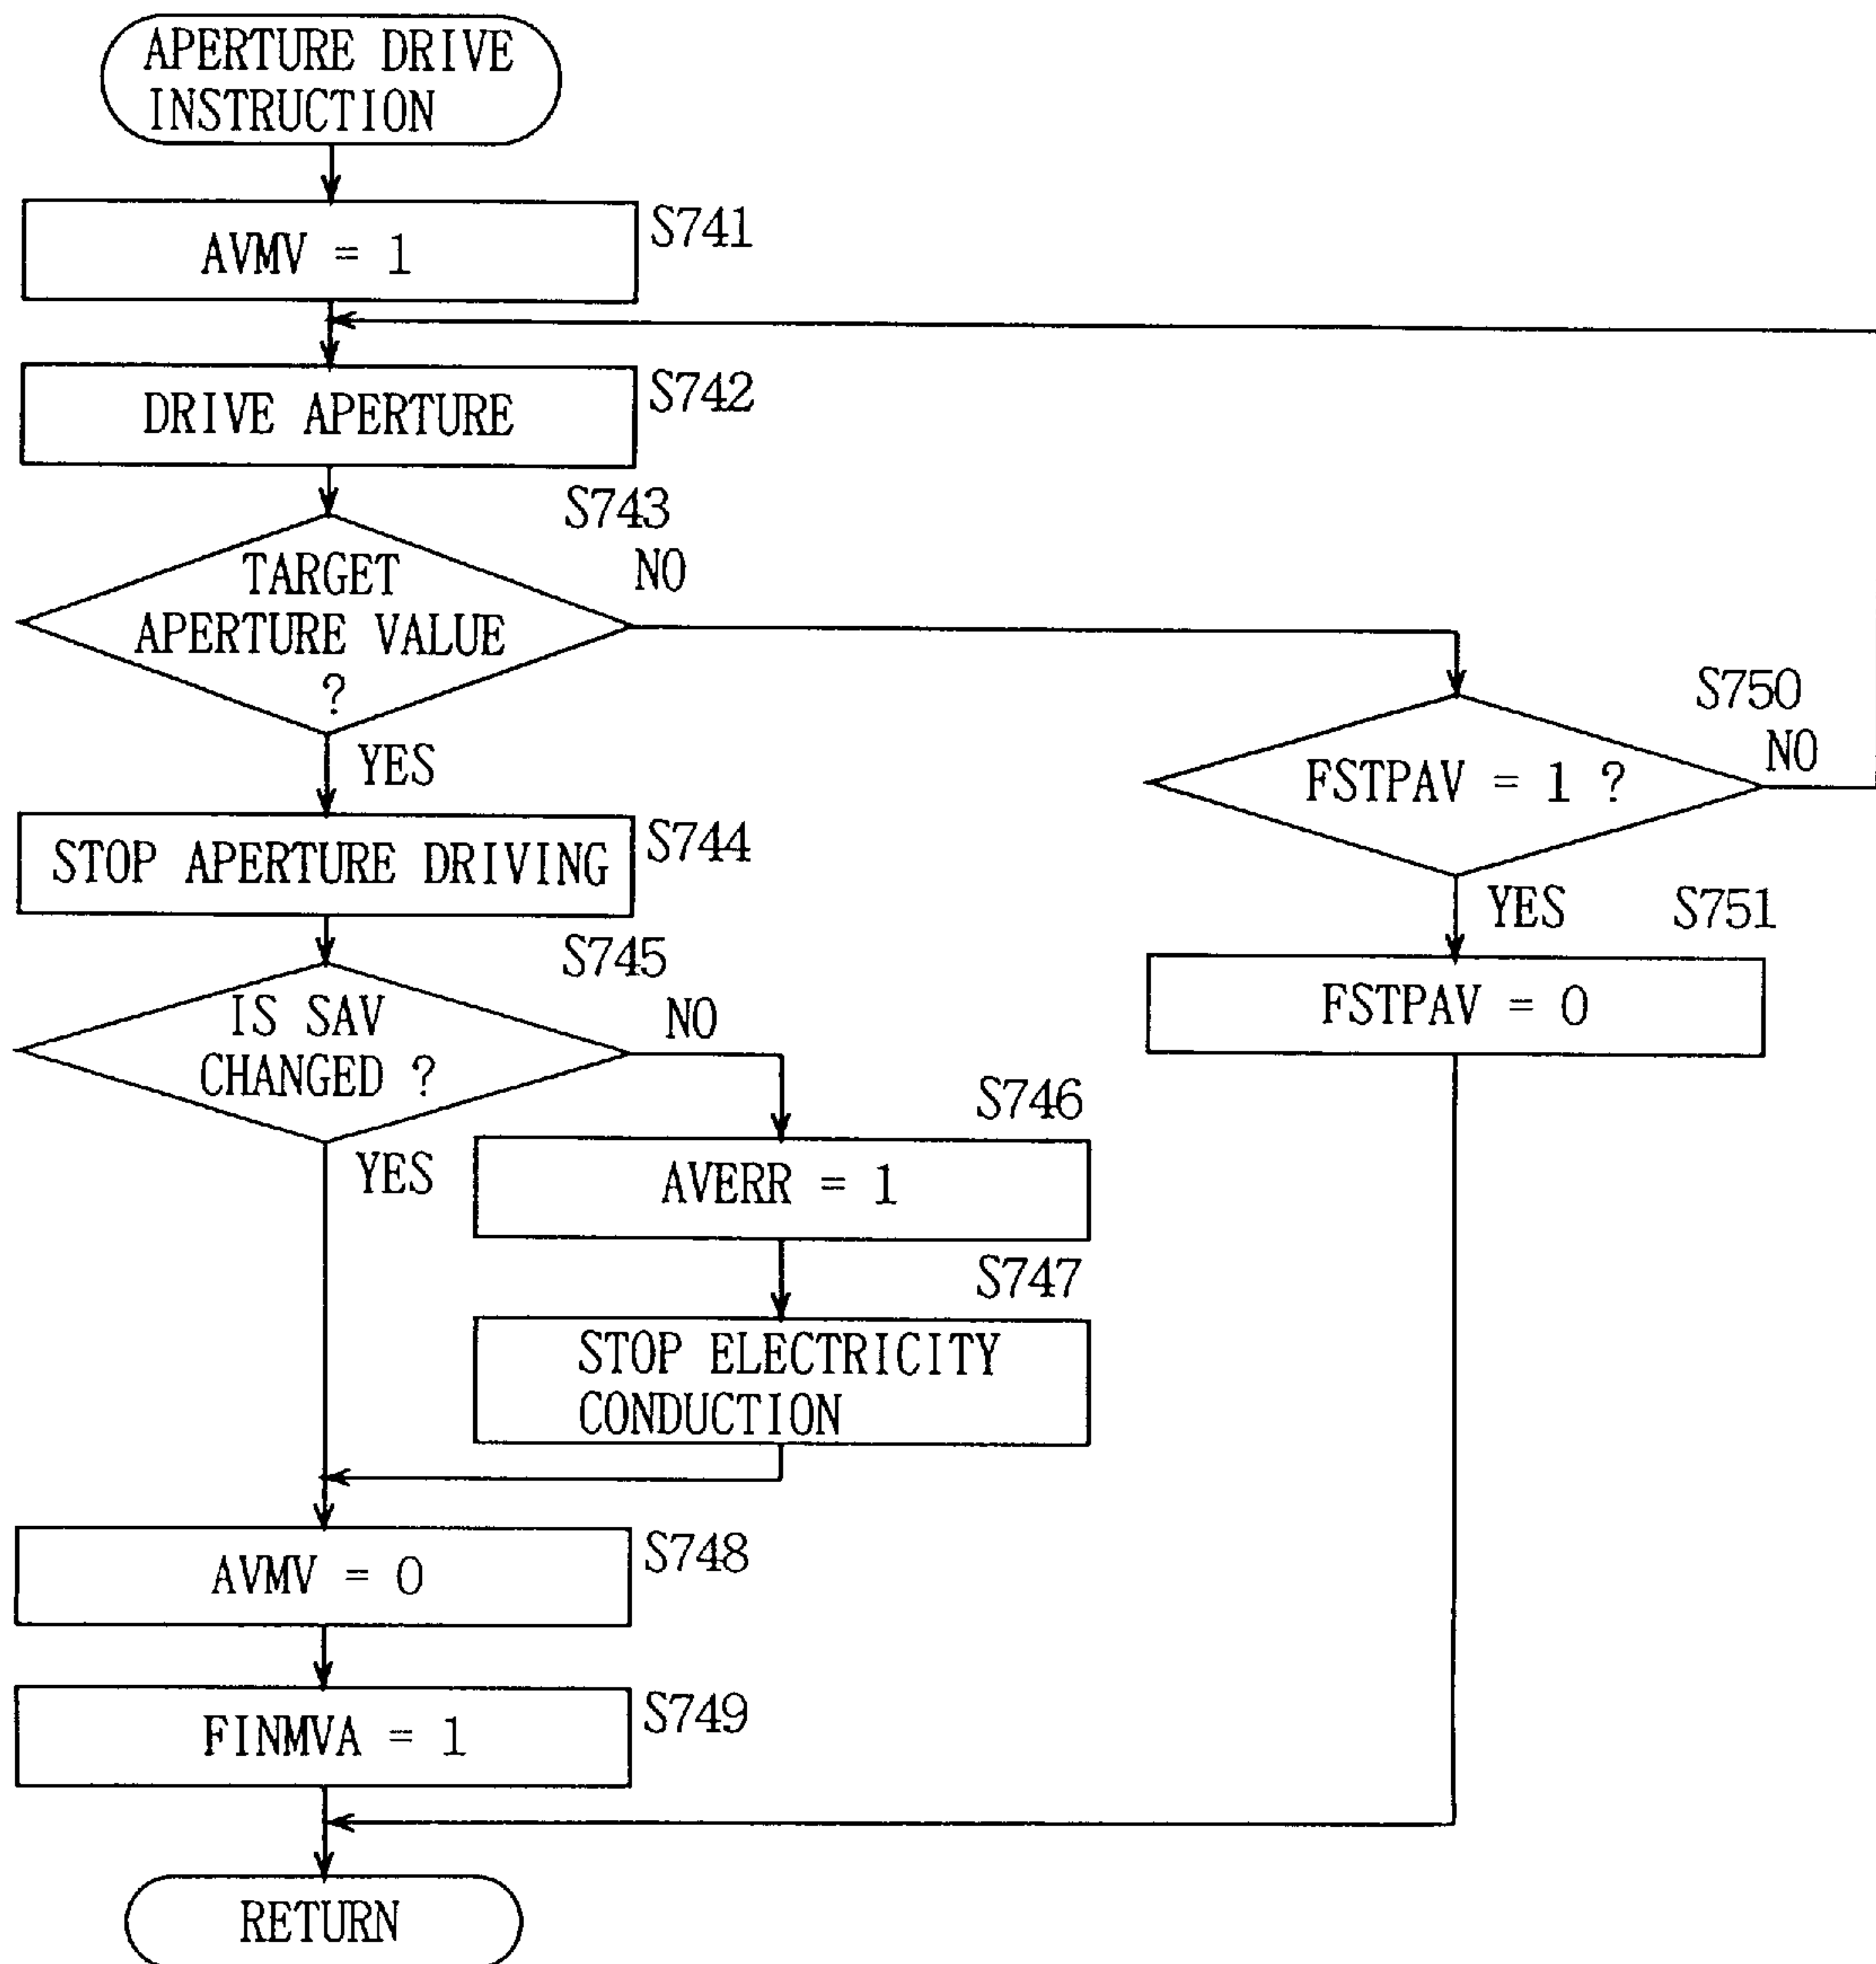 APERTURE DRIVE
INSTRUCTION
AVMV = 1
S741
DRIVE APERTURE
S742
S743
TARGET
APERTURE VALUE
?
NO
YES
S750
FSTPAV = 1 ?
NO
YES
S751
FSTPAV = 0
STOP APERTURE DRIVING
S744
S745
IS SAV
CHANGED ?
NO
YES
S746
AVERR = 1
S747
STOP ELECTRICITY
CONDUCTION
AVMV = 0
S748
FINMVA = 1
S749
RETURN